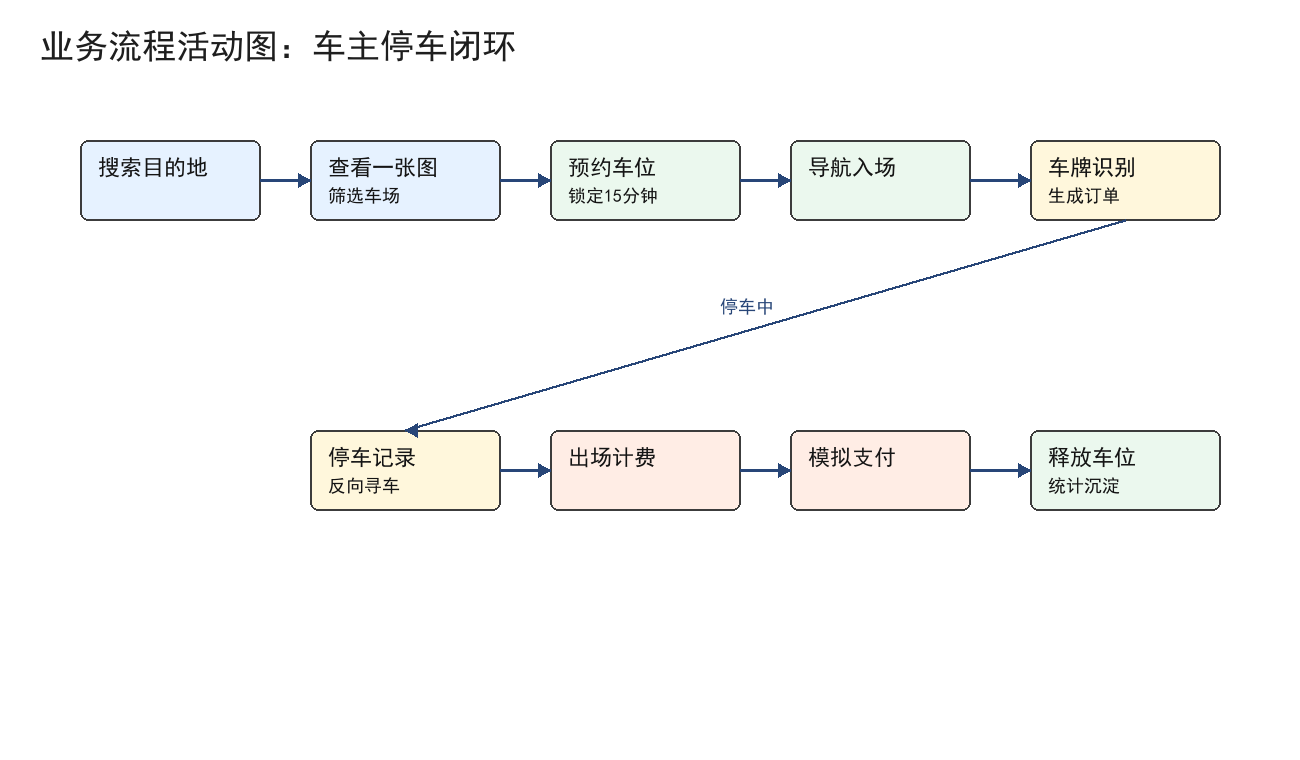 业务流程活动图：车主停车闭环
搜索目的地
查看一张图
筛选车场
预约车位
锁定15分钟
导航入场
车牌识别
生成订单
停车中
停车记录
反向寻车
出场计费
模拟支付
释放车位
统计沉淀